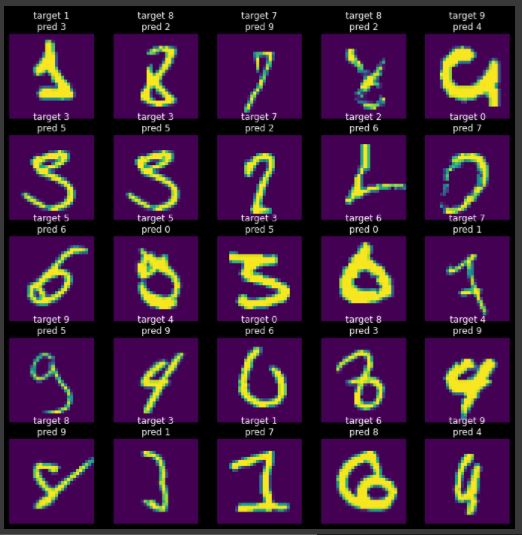 target 1 target 8 target 7 target 8 target 9
pred 3 pred 2 pred 9 pred 2 pred 4
target 3 target 3 target 7 target 2 target 0
pred 5 pred 5 pred 2 pred 6 pred 7
target 5 target 5 target 3 target 6 target 7
pred 6 pred 0 pred 5 pred 0 pred 1
target 9 target 4 target 0 target 8 target 4
pred 5 pred 9 pred 6 pred 3 pred 9
target 8 target 3 target 1 target 6 target 9
pred 9 pred 1 pred 7 pred 8 pred 4